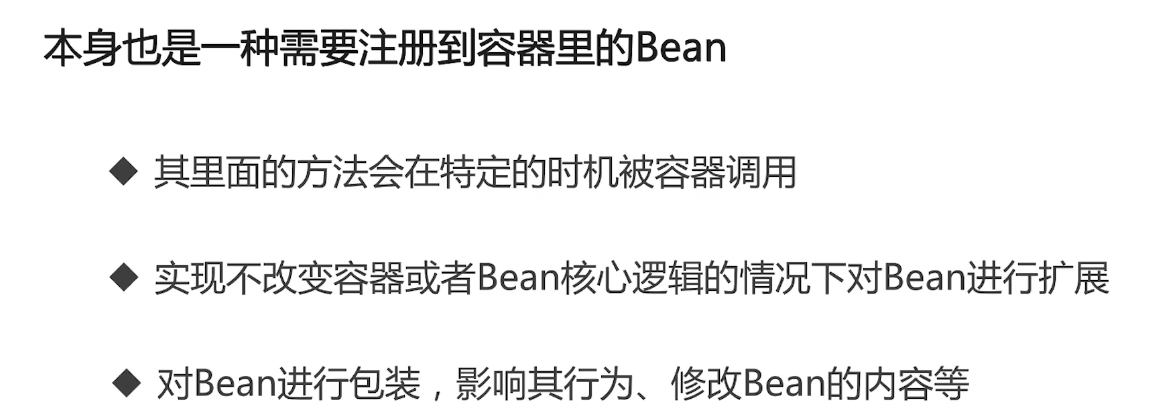 本身也是一种需要注册到容器里的Bean
◆ 其里面的方法会在特定的时机被容器调用
◆ 实现不改变容器或者Bean核心逻辑的情况下对Bean进行扩展
◆ 对Bean进行包装，影响其行为、修改Bean的内容等